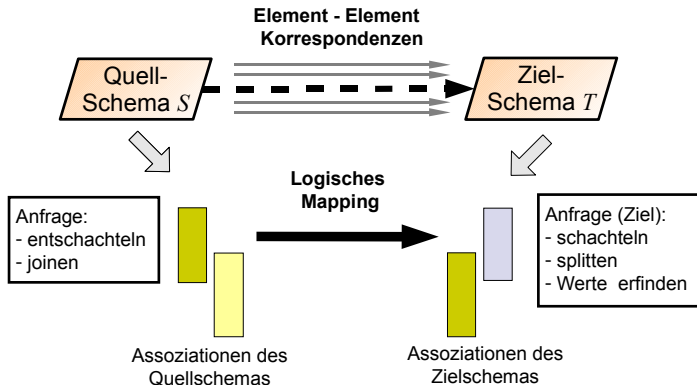 Element - Element
Korrespondenzen
Quell-
Schema S
Ziel-
Schema T
Logisches
Mapping
Anfrage:
- entschachteln
- joinen
Anfrage (Ziel):
- schachteln
- splitten
- Werte erfinden
Assoziationen des
Quellschemas
Assoziationen des
Zielschemas